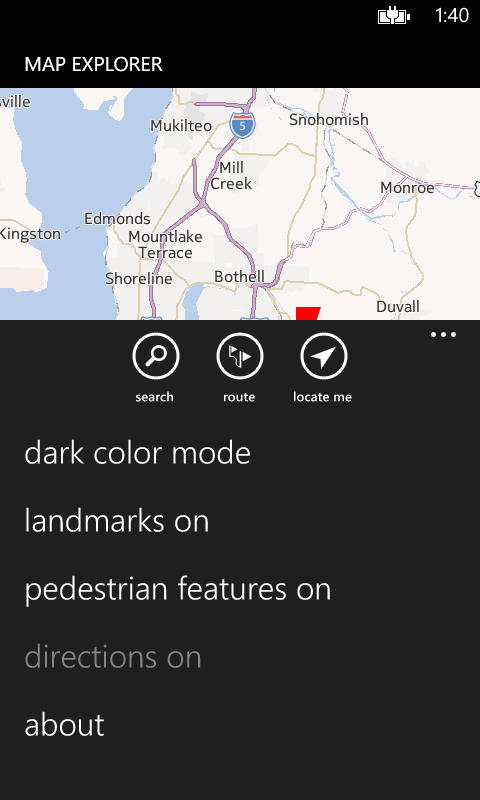 1:40
MAP EXPLORER
sville
Mukilteo
5
Snohomish
Mill
Creek
Monroe
Edmonds
Kingston
Mountlake
Terrace
Shoreline
Bothell
Duvall
search
route
locate me
dark color mode
landmarks on
pedestrian features on
directions on
about